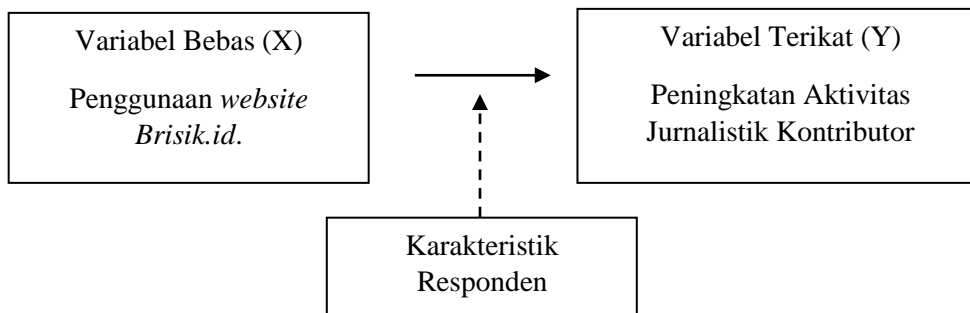 Variabel Bebas (X)
Penggunaan website
Brisik.id.
Variabel Terikat (Y)
Peningkatan Aktivitas
Jurnalistik Kontributor
Karakteristik
Responden